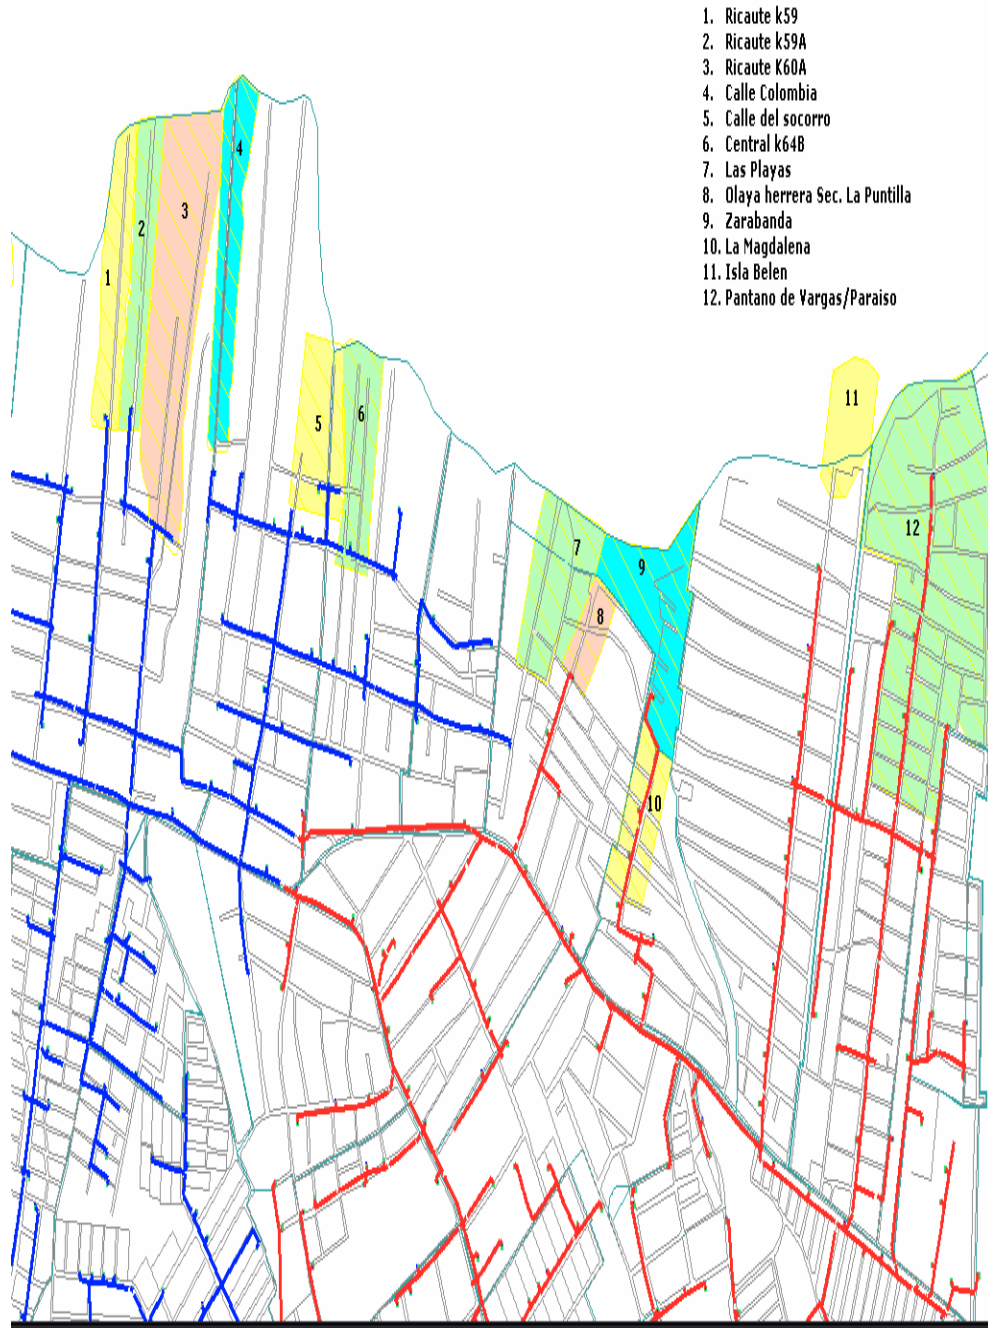 1. Ricaute k59
2. Ricaute k59A
3. Ricaute K60A
4. Calle Colombia
5. Calle del socorro
6. Central k64B
7. Las Playas
8. Olaya herrera Sec. La Puntilla
9. Zarabanda
10. La Magdalena
11. Isla Belen
12. Pantano de Vargas/Paraiso
4
3
2
1
11
6
5
12
7
9
8
10